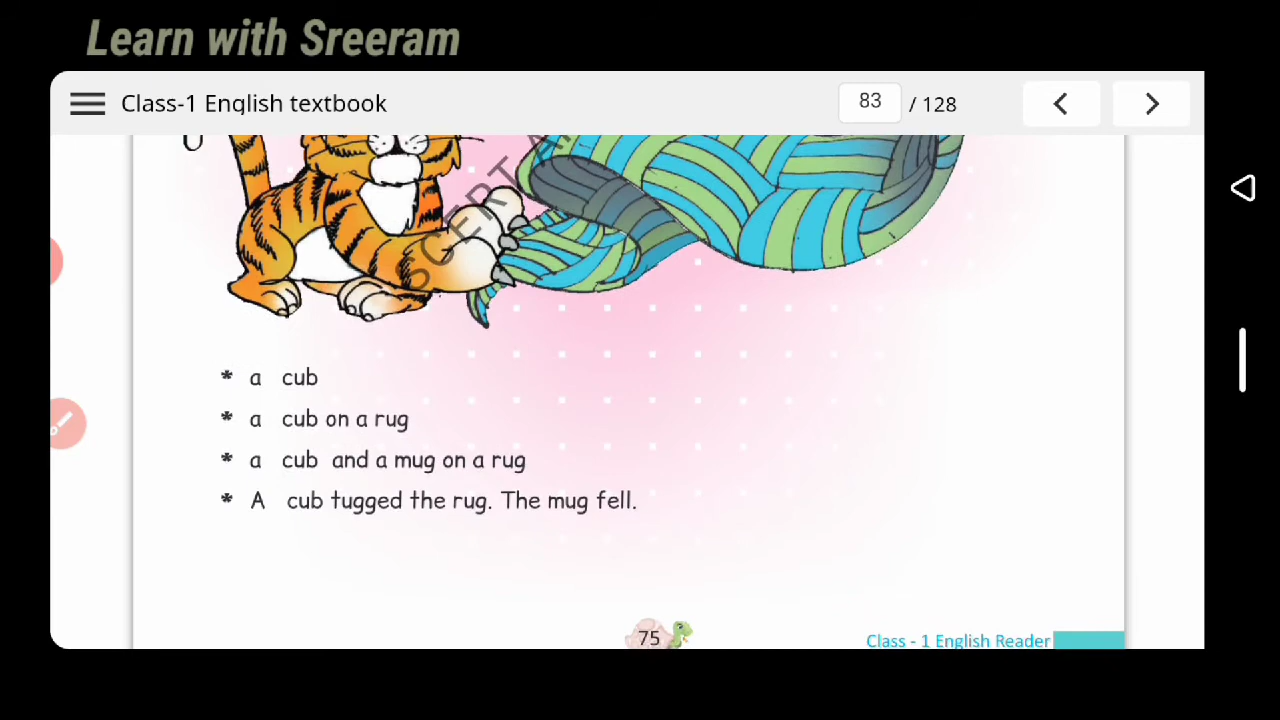 Learn with Sreeram
Class-1 English textbook
83 / 128
U
SCERT A
* a cub
* a cub on a rug
* a cub and a mug on a rug
* A cub tugged the rug. The mug fell.
75
Class - 1 English Reader